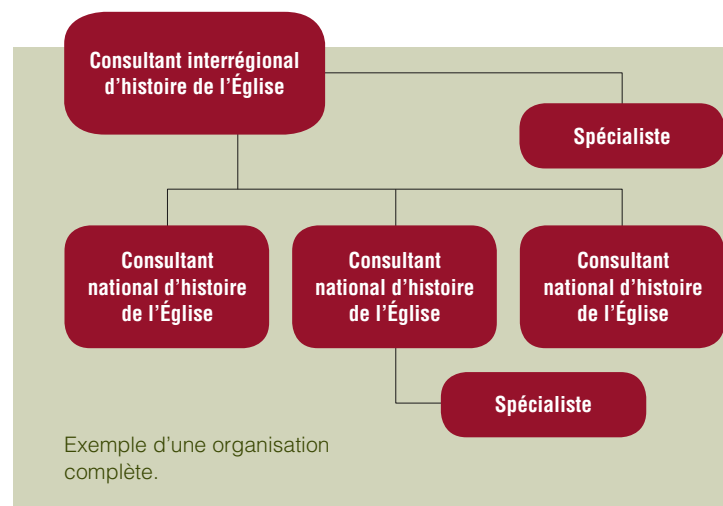 Consultant interrégional
d’histoire de l’Église
Spécialiste
Consultant
national d’histoire
de l’Église
Consultant
national d’histoire
de l’Église
Consultant
national d’histoire
de l’Église
Spécialiste
Exemple d’une organisation
complète.